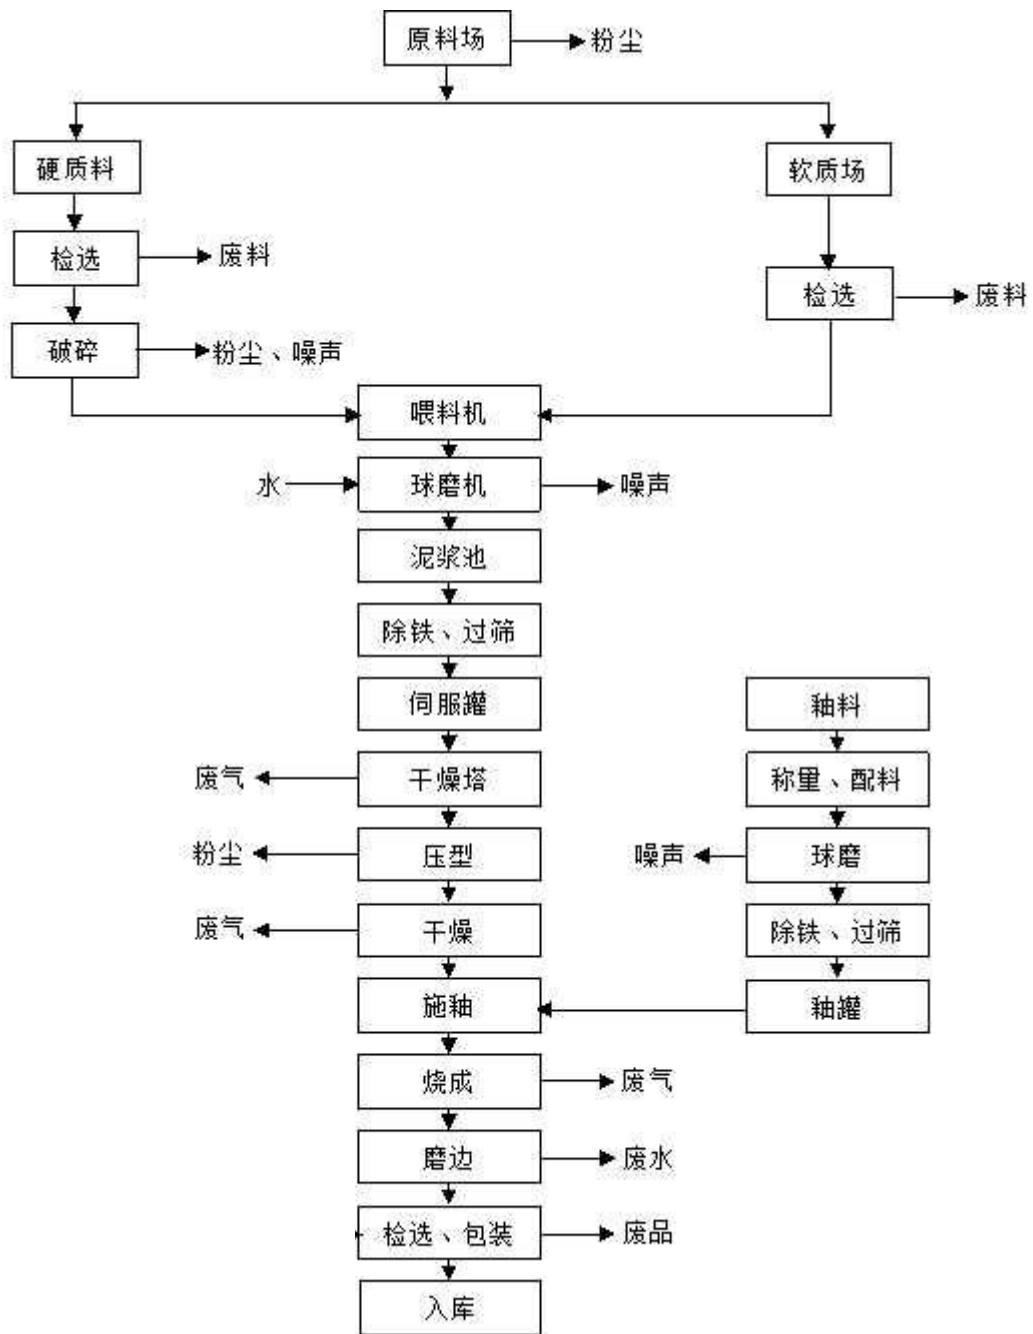 原料场 粉尘
硬质料 软质场
检选 废料
检选 废料
破碎 粉尘、噪声
喂料机
水 球磨机 噪声
泥浆池
除铁、过筛
伺服罐 釉料
废气 干燥塔 称量、配料
粉尘 压型 噪声 球磨
废气 干燥 除铁、过筛
施釉 釉罐
烧成 废气
磨边 废水
检选、包装 废品
入库